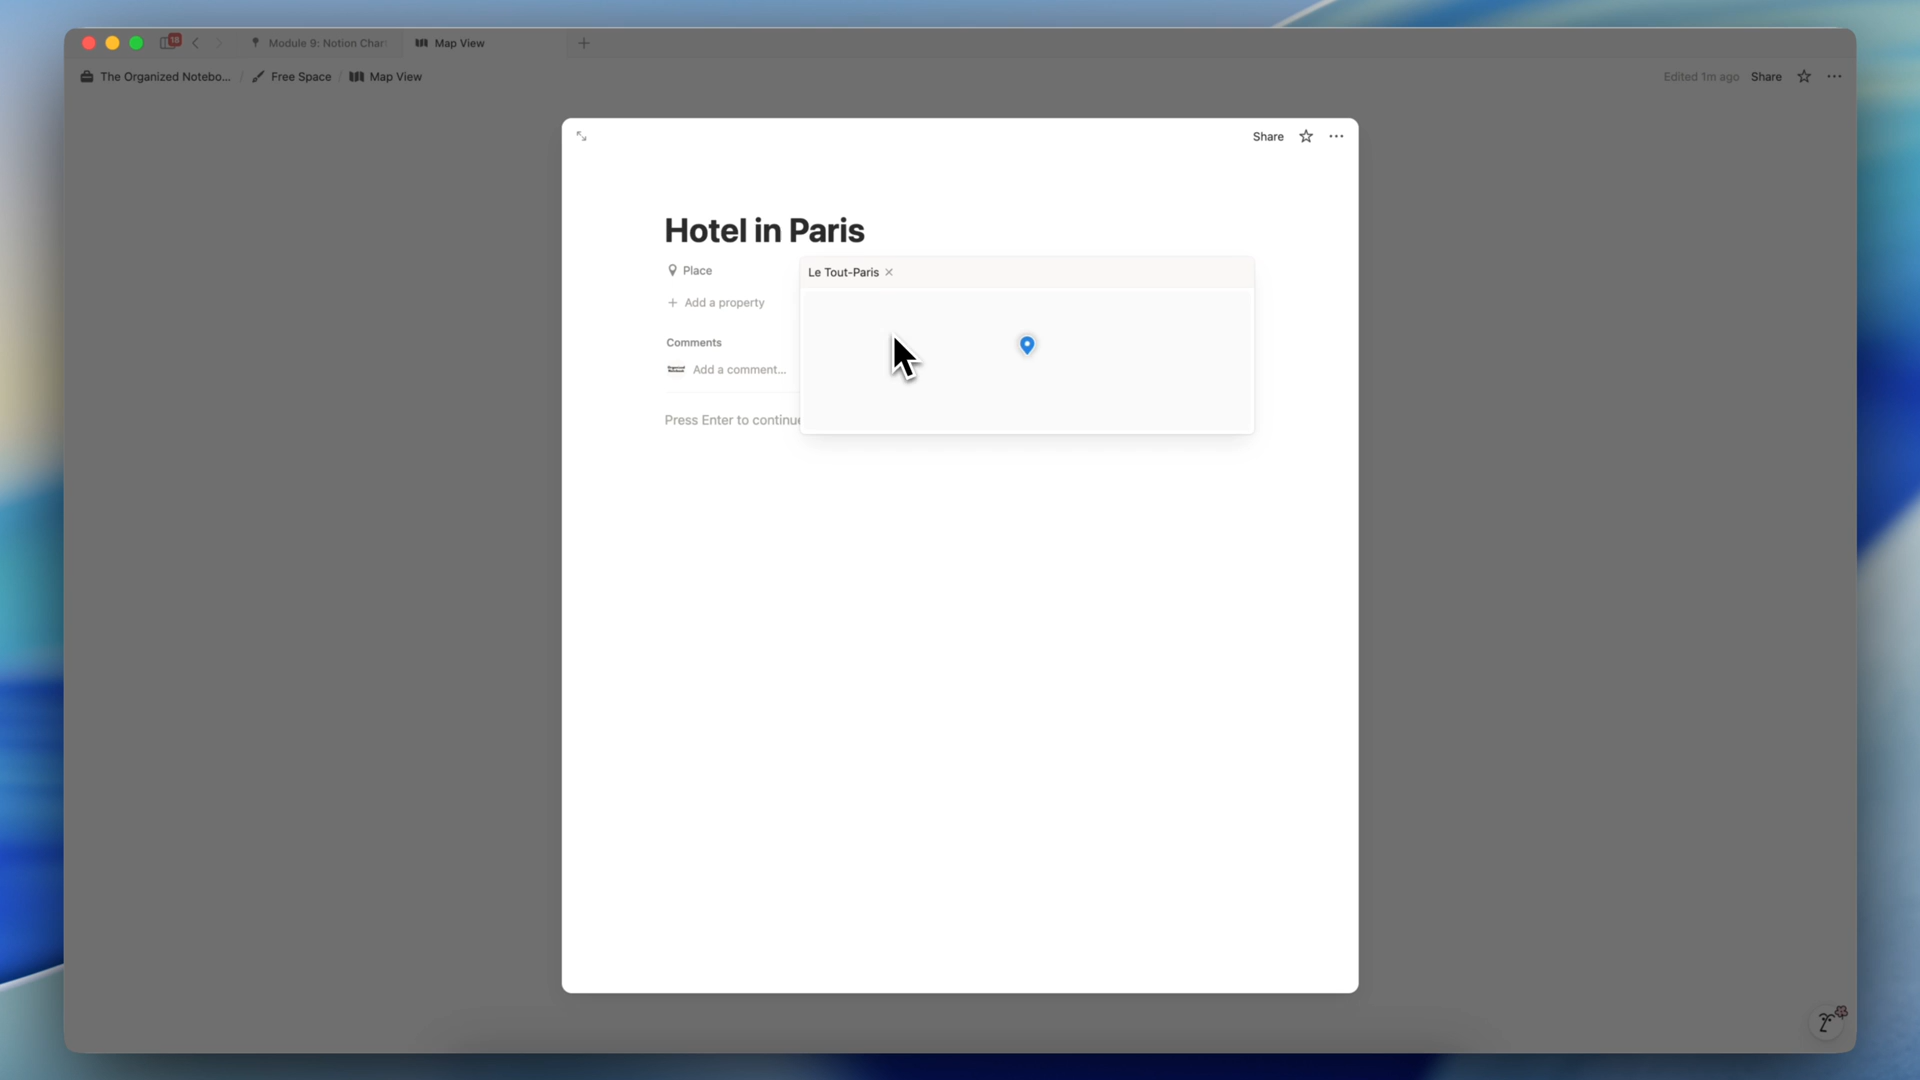 18
Module 9: Notion Char
Map View
The Organized Notebo... / Free Space / Map View
Edited 1m ago Share
Share
Hotel in Paris
Place
Le Tout-Paris
Add a property
Comments
Add a comment...
Press Enter to continue